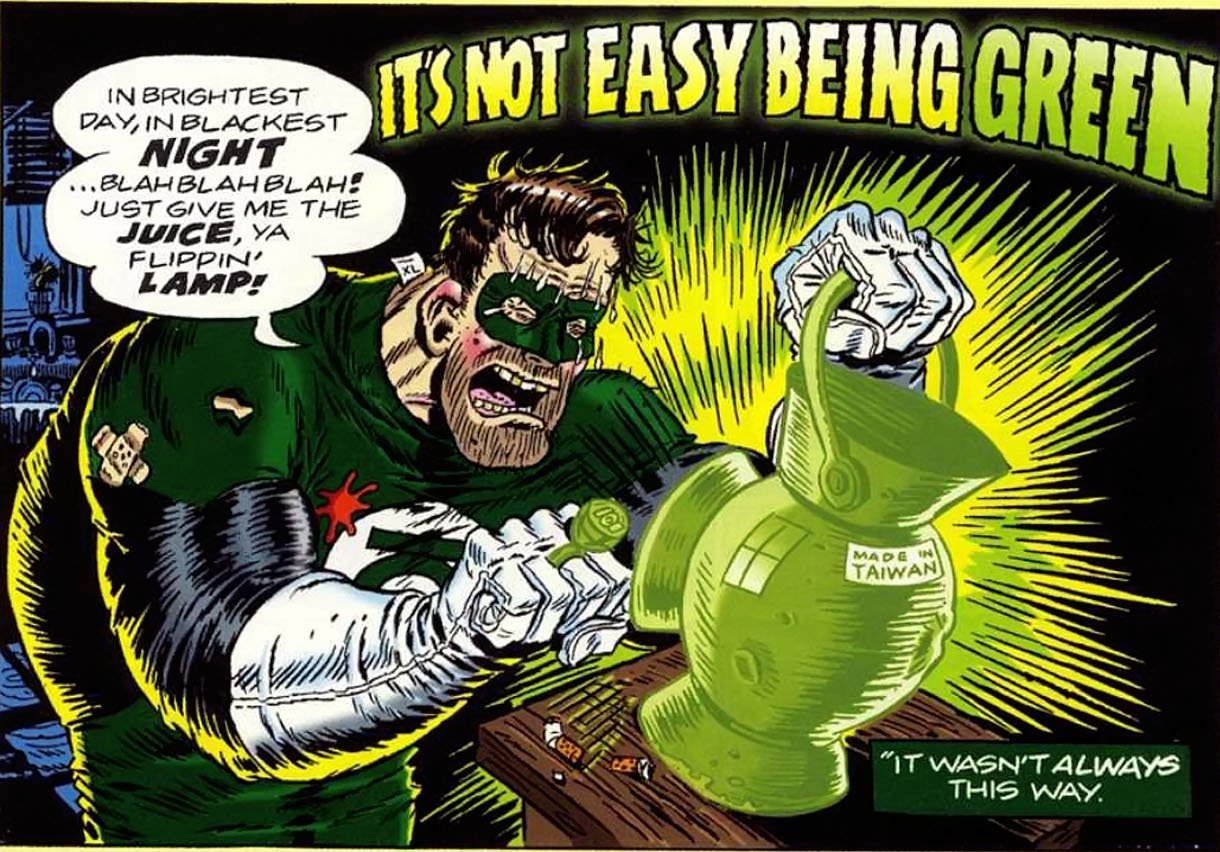 IT'S NOT EASY BEING GREEN
IN BRIGHTEST
DAY, IN BLACKEST
NIGHT
...BLAH BLAH BLAH!
JUST GIVE ME THE
JUICE, YA
FLIPPIN'
LAMP!
XL
MADE IN
TAIWAN
"IT WASN'T ALWAYS
THIS WAY.